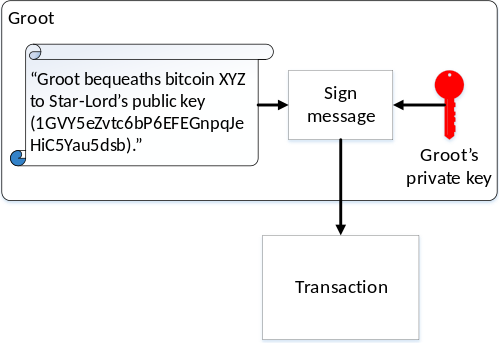 Groot
“Groot bequeaths bitcoin XYZ
to Star-Lord’s public key
(1GVY5eZvtc6bP6EFEGnpqJe
HiC5Yau5dsb).”
Sign
message
Groot’s
private key
Transaction